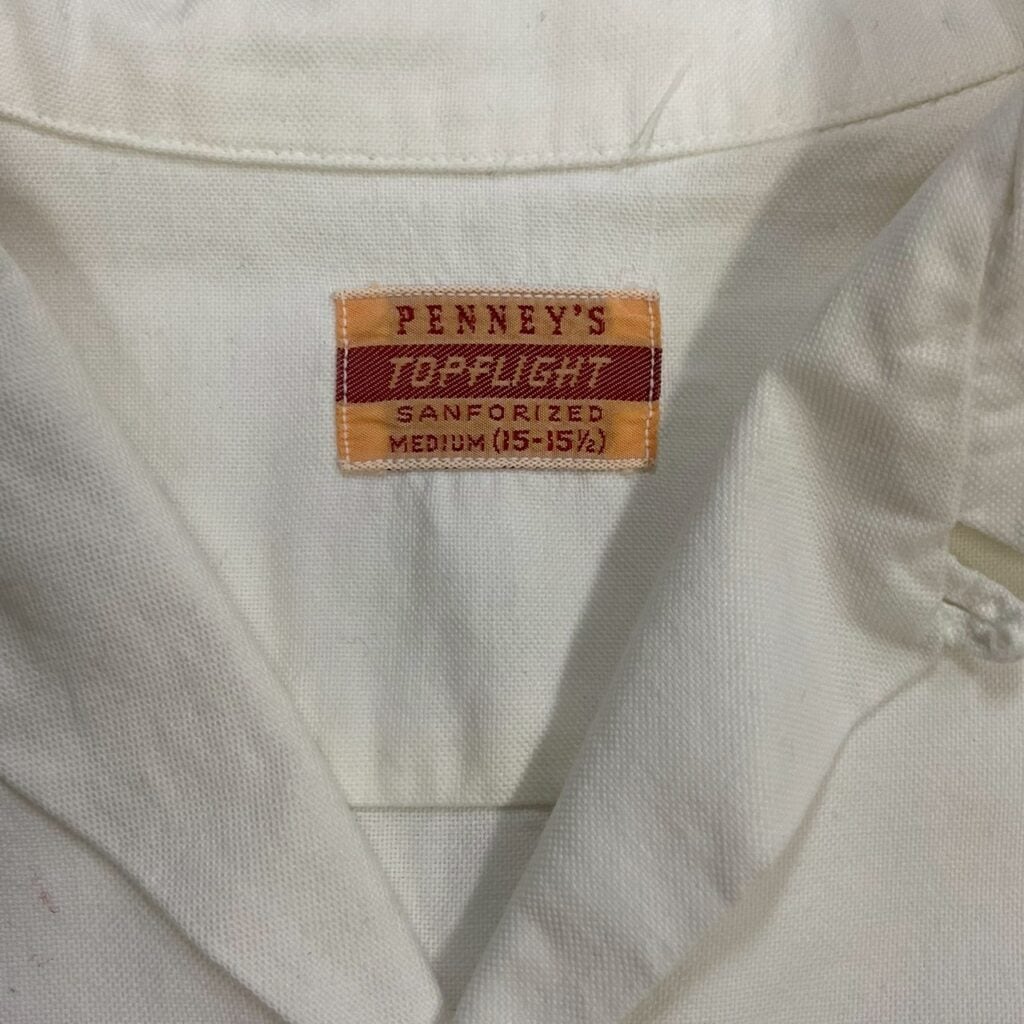 PENNEY'S
TOPFLIGHT
SANFORIZED
MEDIUM (15-15½)